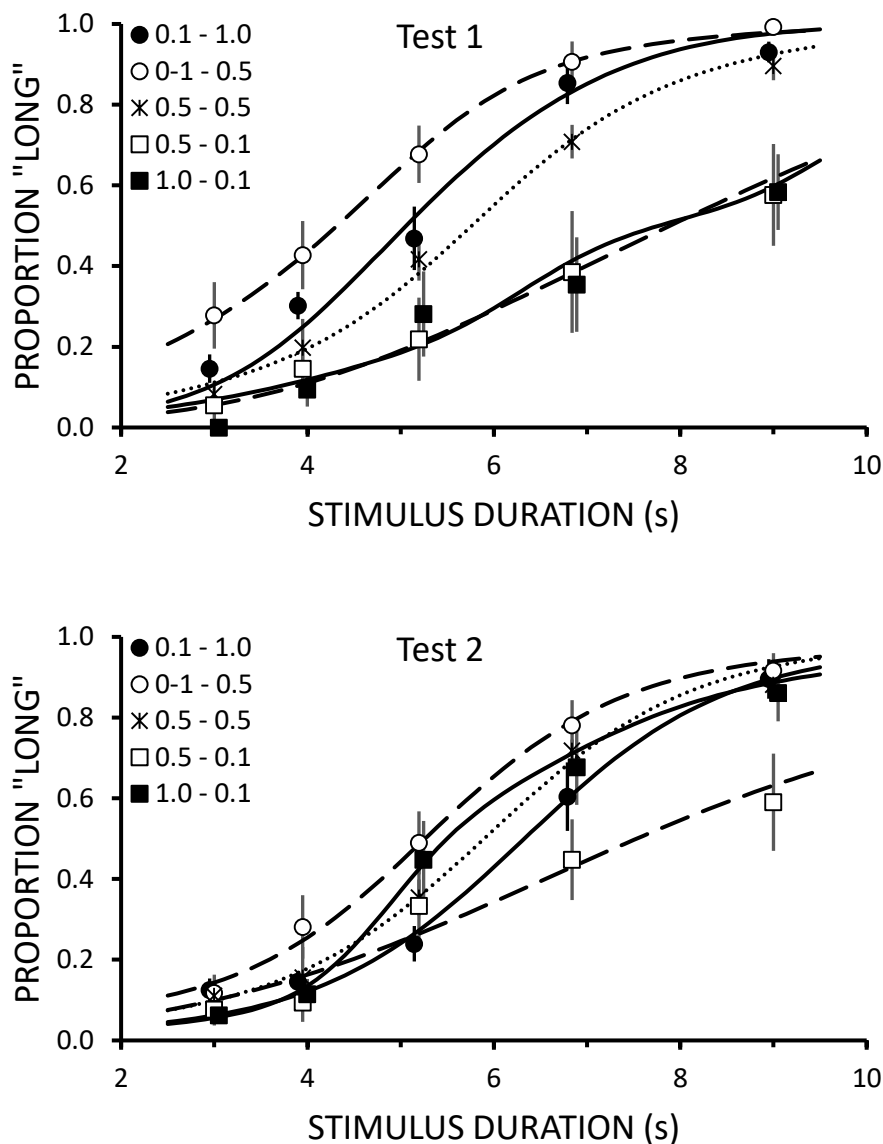 Test 1
0.1 - 1.0
0-1 - 0.5
0.5 - 0.5
0.5 - 0.1
1.0 - 0.1
PROPORTION "LONG"
1.0
0.8
0.6
0.4
0.2
0.0
2 4 6 8 10
STIMULUS DURATION (s)
Test 2
0.1 - 1.0
0-1 - 0.5
0.5 - 0.5
0.5 - 0.1
1.0 - 0.1
PROPORTION "LONG"
1.0
0.8
0.6
0.4
0.2
0.0
2 4 6 8 10
STIMULUS DURATION (s)